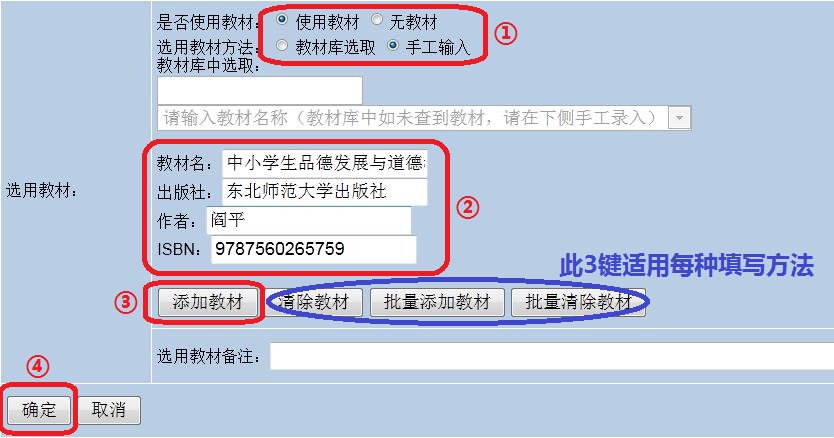 是否使用教材： 使用教材 无教材
选用教材方法： 教材库选取 手工输入 ①
教材库中选取：
请输入教材名称（教材库中如未查到教材，请在下侧手工录入）
选用教材：
教材名： 中小学生品德发展与道德
出版社： 东北师范大学出版社
作者： 阎平
ISBN： 9787560265759
②
此3键适用每种填写方法
③ 添加教材 清除教材 批量添加教材 批量清除教材
选用教材备注：
④
确定 取消